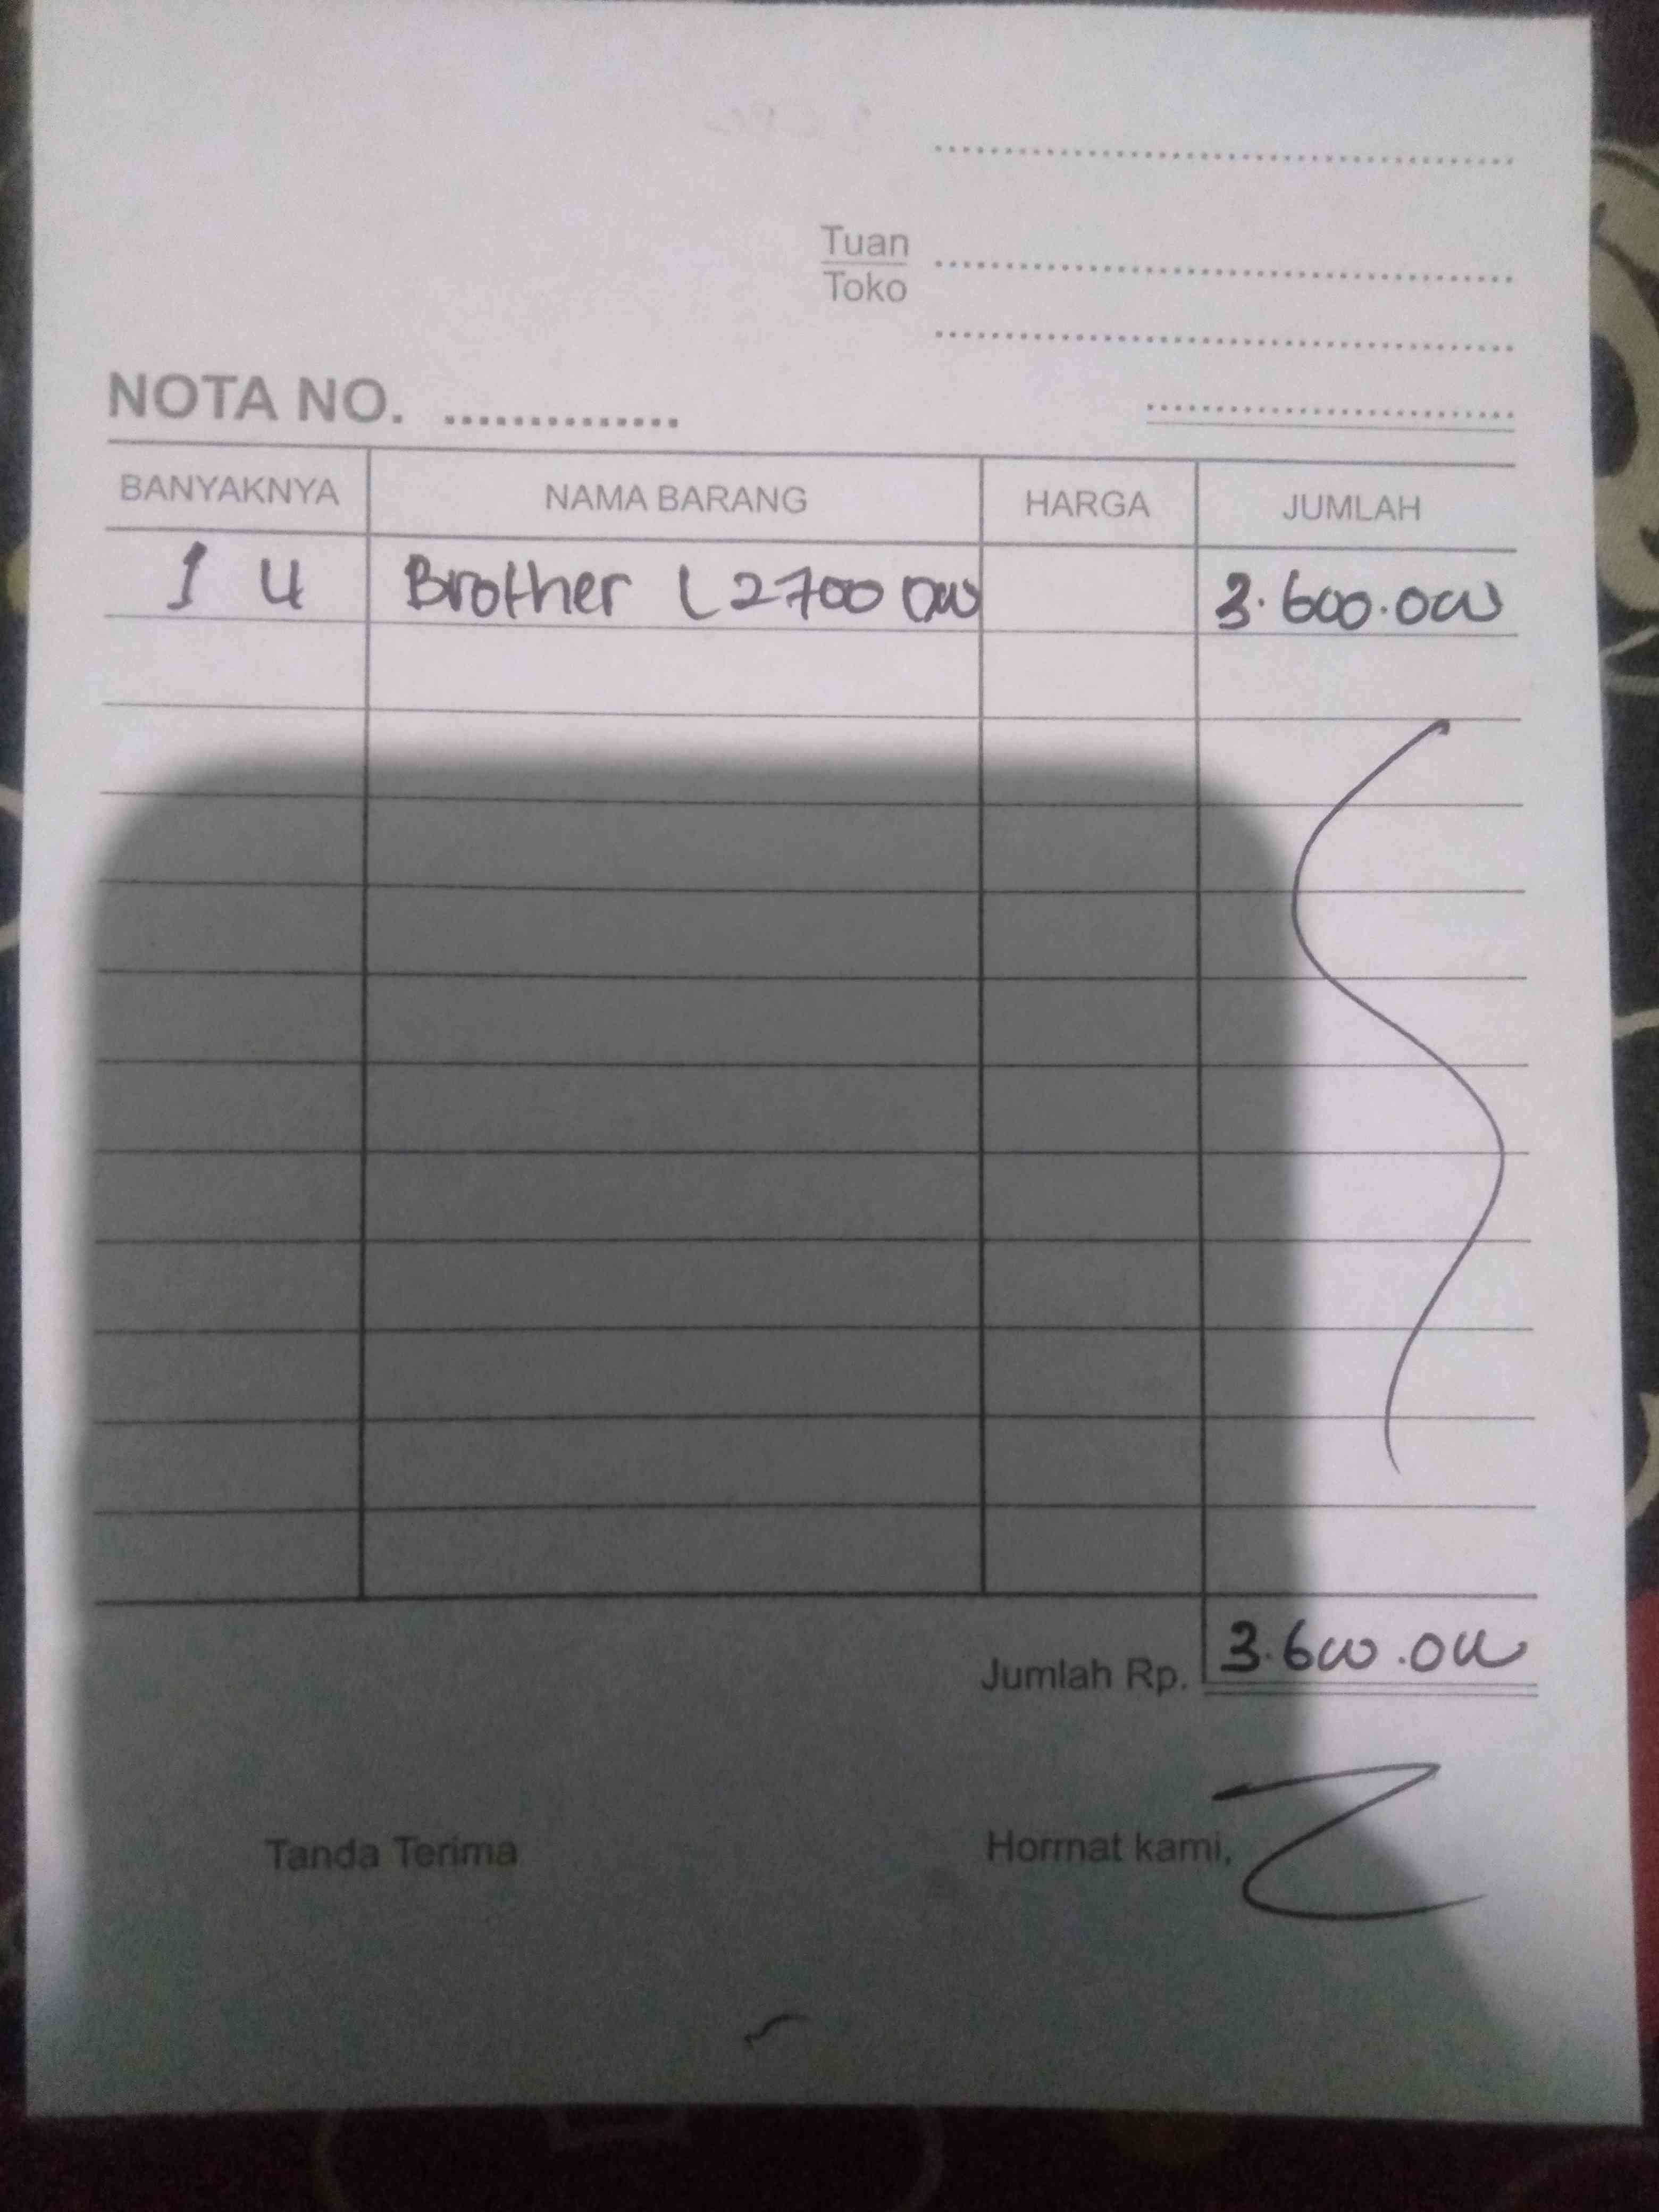 Tuan
Toko
NOTA NO. ..............
BANYAKNYA NAMA BARANG HARGA JUMLAH
1 U Brother L2700 DW 3.600.000
Jumlah Rp. 3.600.000
Tanda Terima Hormat kami,